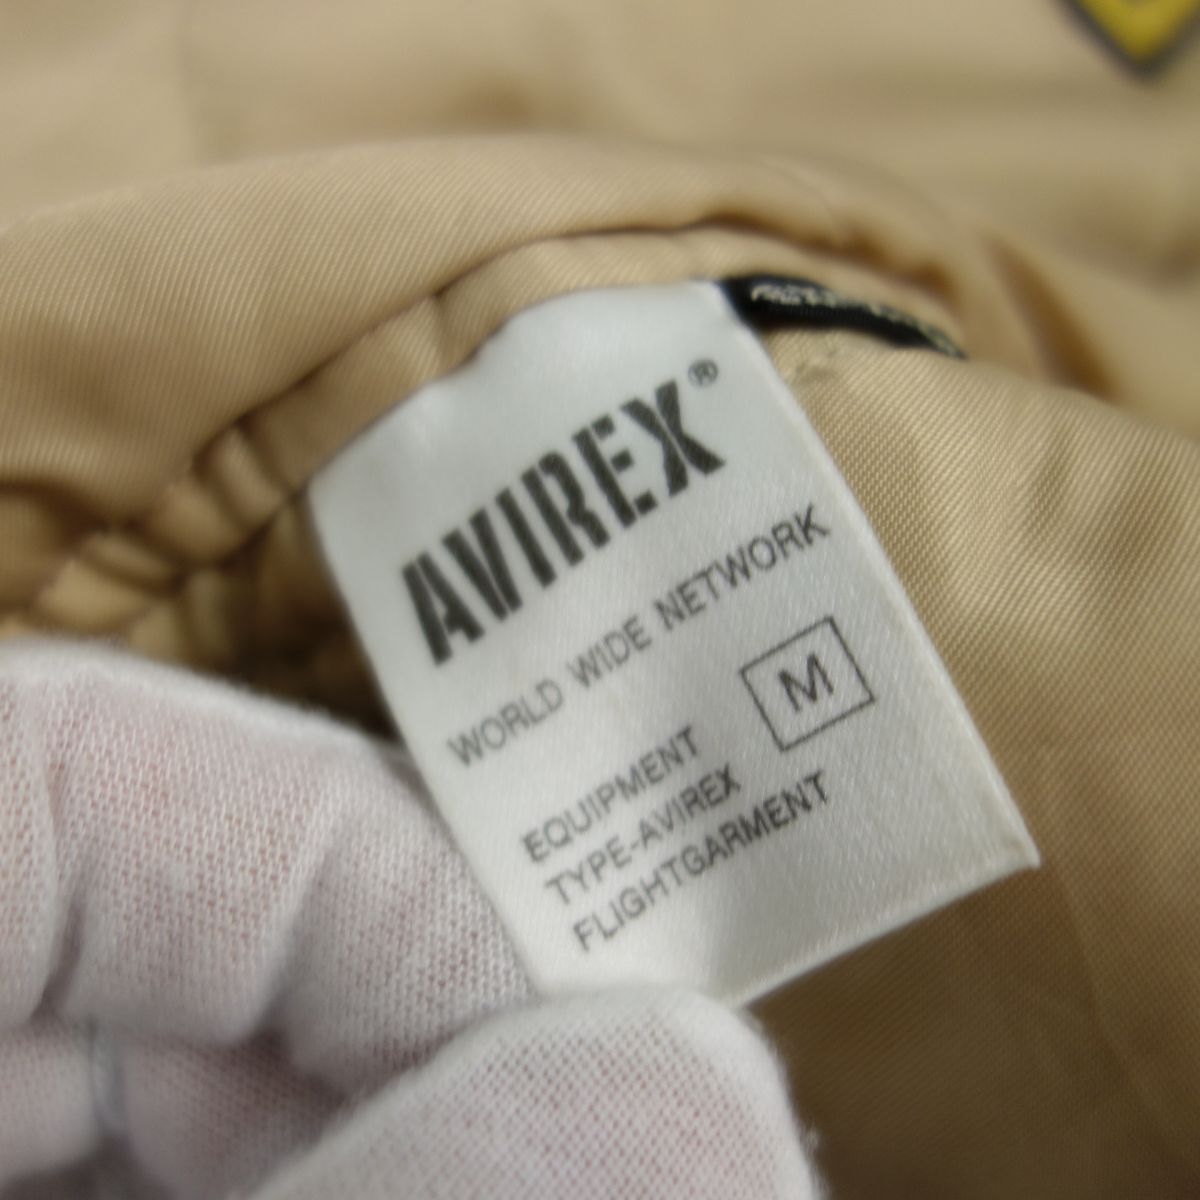 AVIREX®
WORLD WIDE NETWORK
M
EQUIPMENT
TYPE-AVIREX
FLIGHTGARMENT